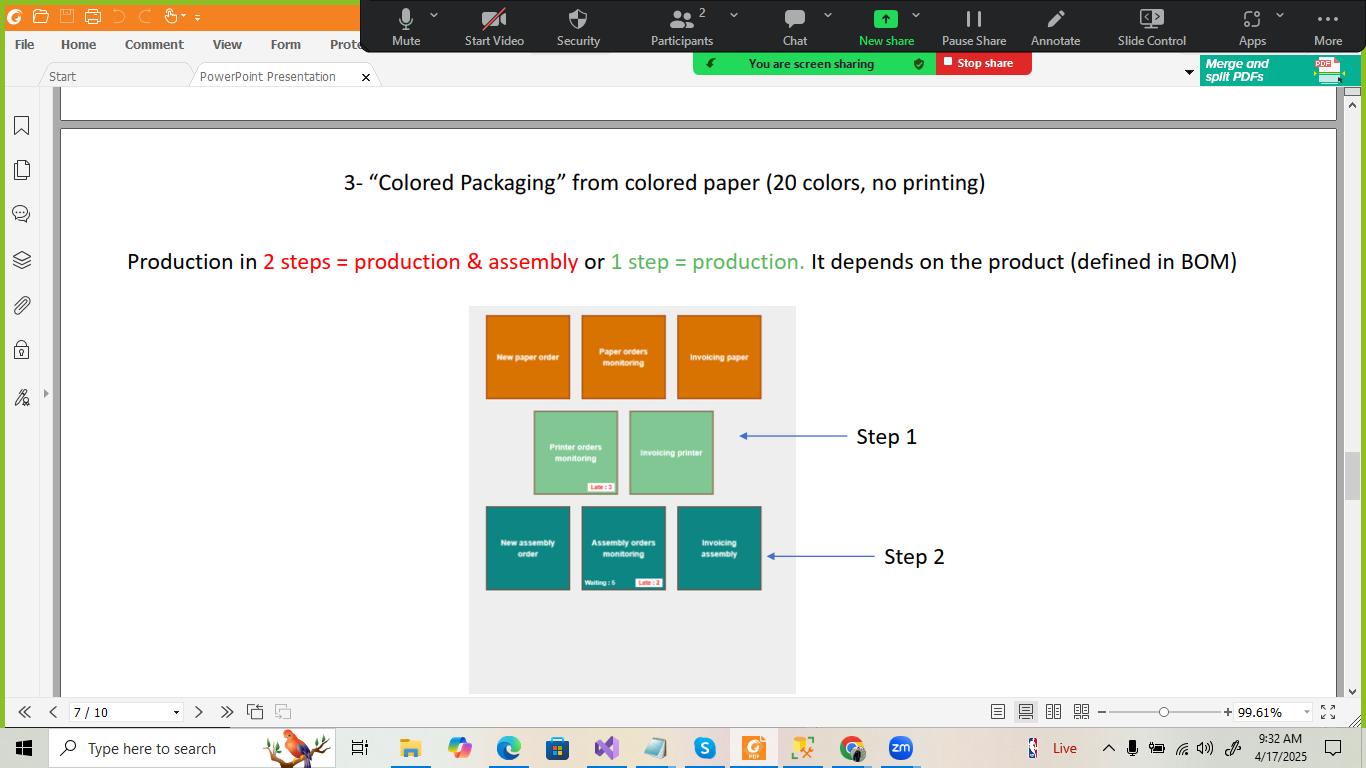 Mute
Start Video
Security
2
Participants
Chat
New share
Pause Share
Annotate
Slide Control
Apps
More
File
Home
Comment
View
Form
Prote
You are screen sharing
Stop share
Start
PowerPoint Presentation
Merge and
split PDFs
PDF
3- “Colored Packaging” from colored paper (20 colors, no printing)
Production in 2 steps = production & assembly or 1 step = production. It depends on the product (defined in BOM)
New paper order
Paper orders
monitoring
Invoicing paper
Printer orders
monitoring
Late : 3
Invoicing printer
Step 1
New assembly
order
Assembly orders
monitoring
Waiting : 5
Late : 2
Invoicing
assembly
Step 2
7 / 10
99.61%
Type here to search
PDF
zm
Live
9:32 AM
4/17/2025